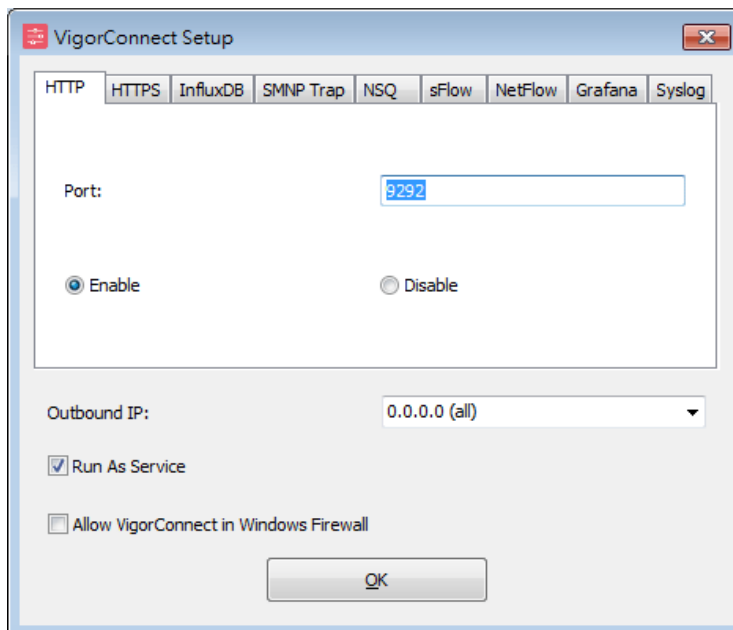 VigorConnect Setup
HTTP HTTPS InfluxDB SMNP Trap NSQ sFlow NetFlow Grafana Syslog
Port: 9292
Enable Disable
Outbound IP: 0.0.0.0 (all)
Run As Service
Allow VigorConnect in Windows Firewall
OK